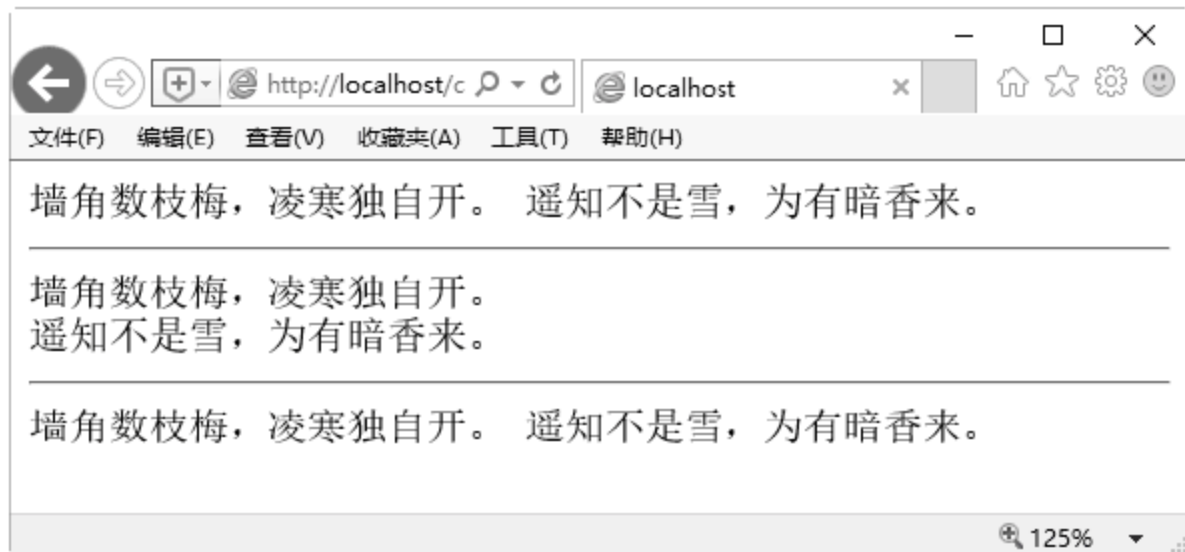 http://localhost/c
localhost
文件(F) 编辑(E) 查看(V) 收藏夹(A) 工具(T) 帮助(H)
墙角数枝梅，凌寒独自开。 遥知不是雪，为有暗香来。
墙角数枝梅，凌寒独自开。
遥知不是雪，为有暗香来。
墙角数枝梅，凌寒独自开。 遥知不是雪，为有暗香来。
125%